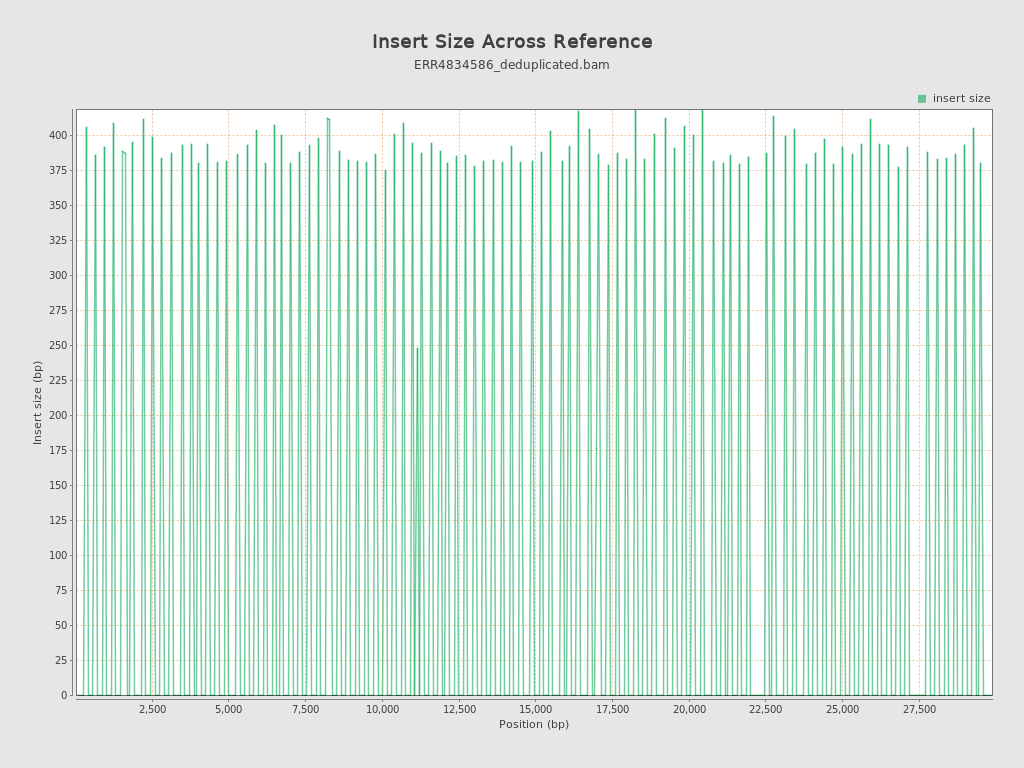 Insert Size Across Reference
ERR4834586_deduplicated.bam
insert size
Insert size (bp)
400
375
350
325
300
275
250
225
200
175
150
125
100
75
50
25
0
2,500 5,000 7,500 10,000 12,500 15,000 17,500 20,000 22,500 25,000 27,500
Position (bp)